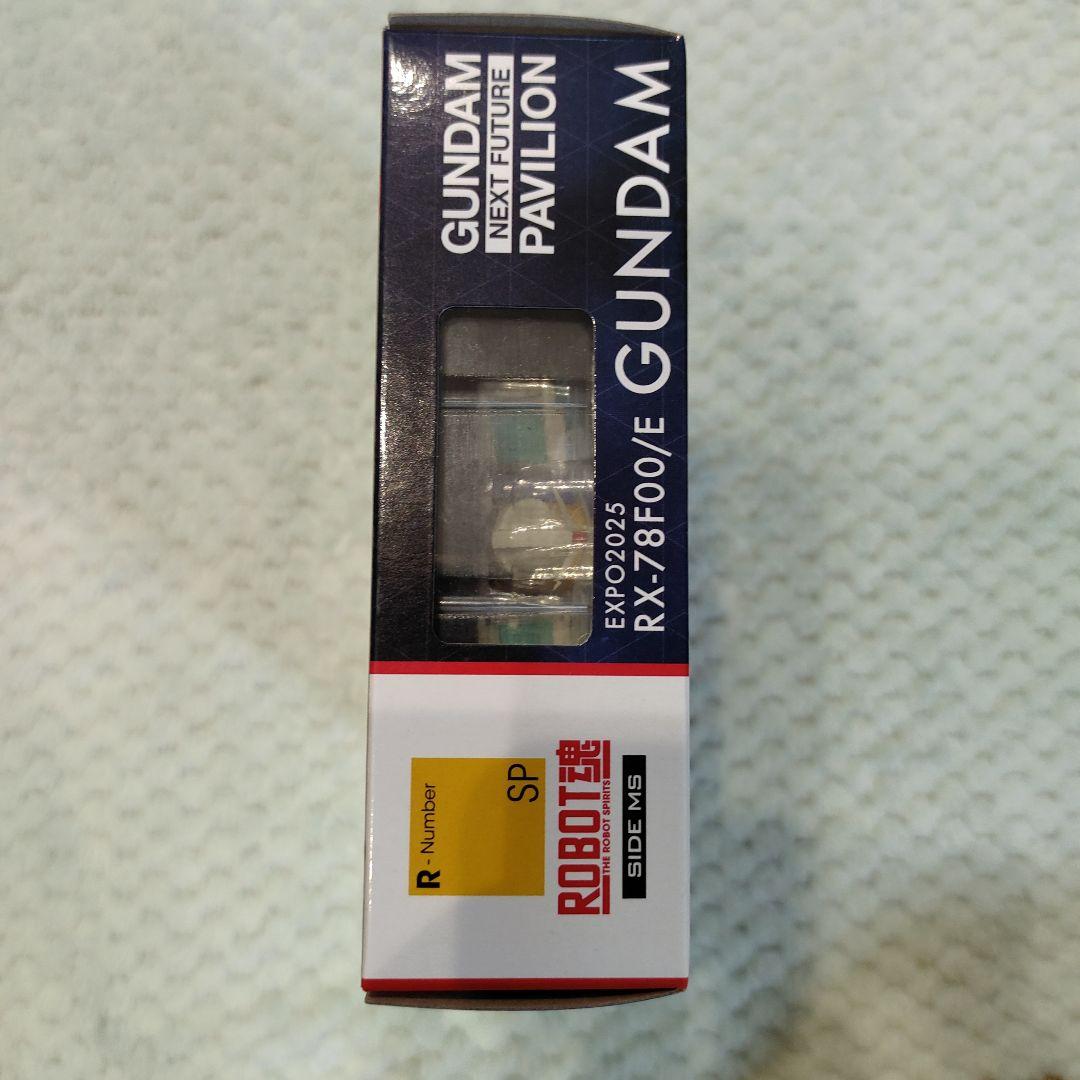 R - Number
SP
ROBOT魂
THE ROBOT SPIRITS
SIDE MS
GUNDAM
NEXT FUTURE
PAVILION
EXPO2025
RX-78F00/E GUNDAM